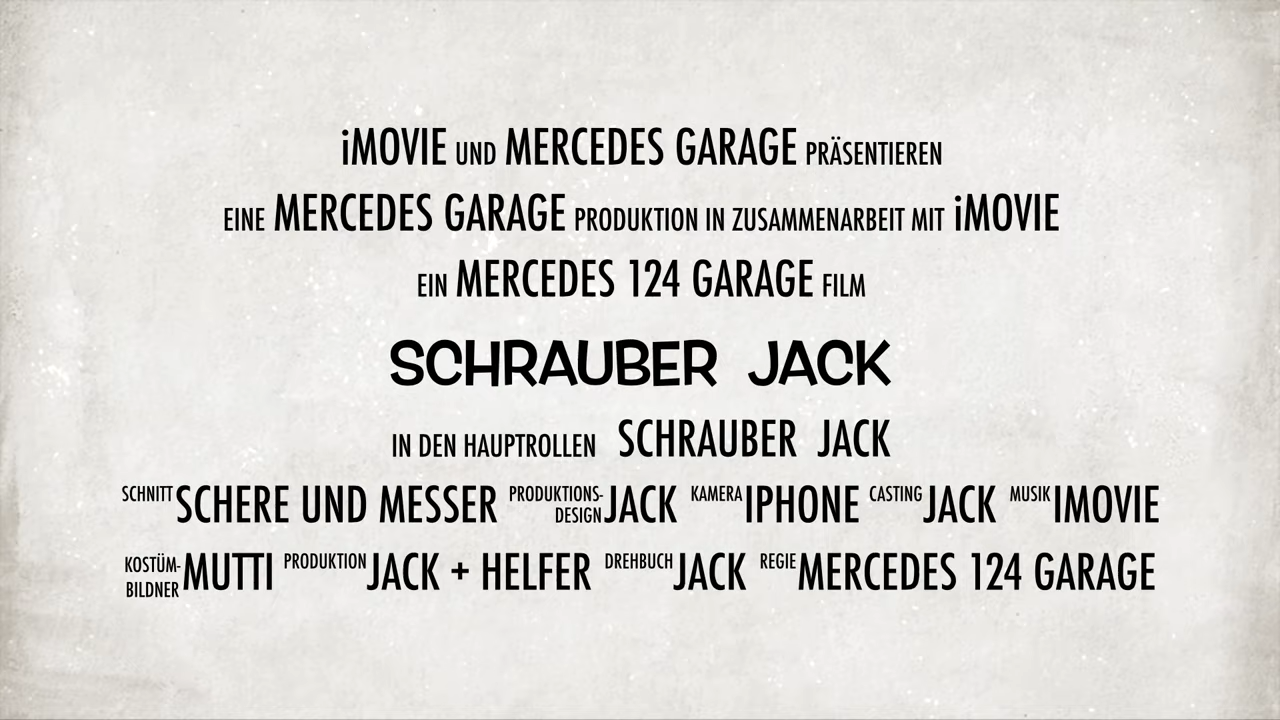 iMOVIE UND MERCEDES GARAGE PRÄSENTIEREN
EINE MERCEDES GARAGE PRODUKTION IN ZUSAMMENARBEIT MIT iMOVIE
EIN MERCEDES 124 GARAGE FILM
SCHRAUBER JACK
IN DEN HAUPTROLLEN SCHRAUBER JACK
SCHNITT SCHERE UND MESSER PRODUKTIONS-DESIGN JACK KAMERA IPHONE CASTING JACK MUSIK IMOVIE
KOSTÜM-BILDNER MUTTI PRODUKTION JACK + HELFER DREHBUCH JACK REGIE MERCEDES 124 GARAGE